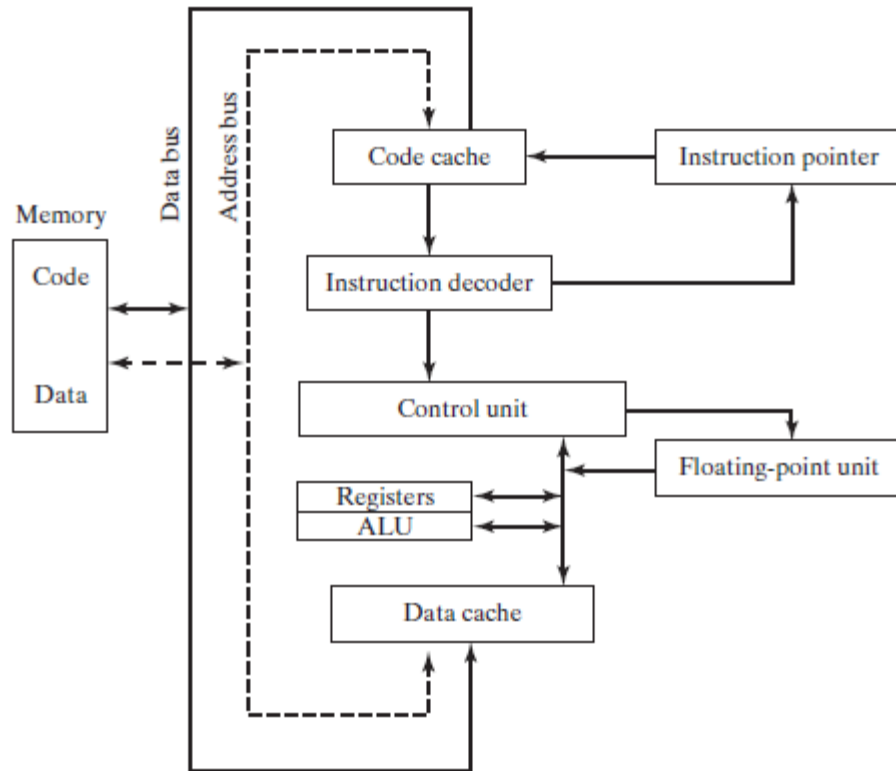 Data bus
Address bus
Code cache
Instruction pointer
Memory
Code
Data
Instruction decoder
Control unit
Floating-point unit
Registers
ALU
Data cache